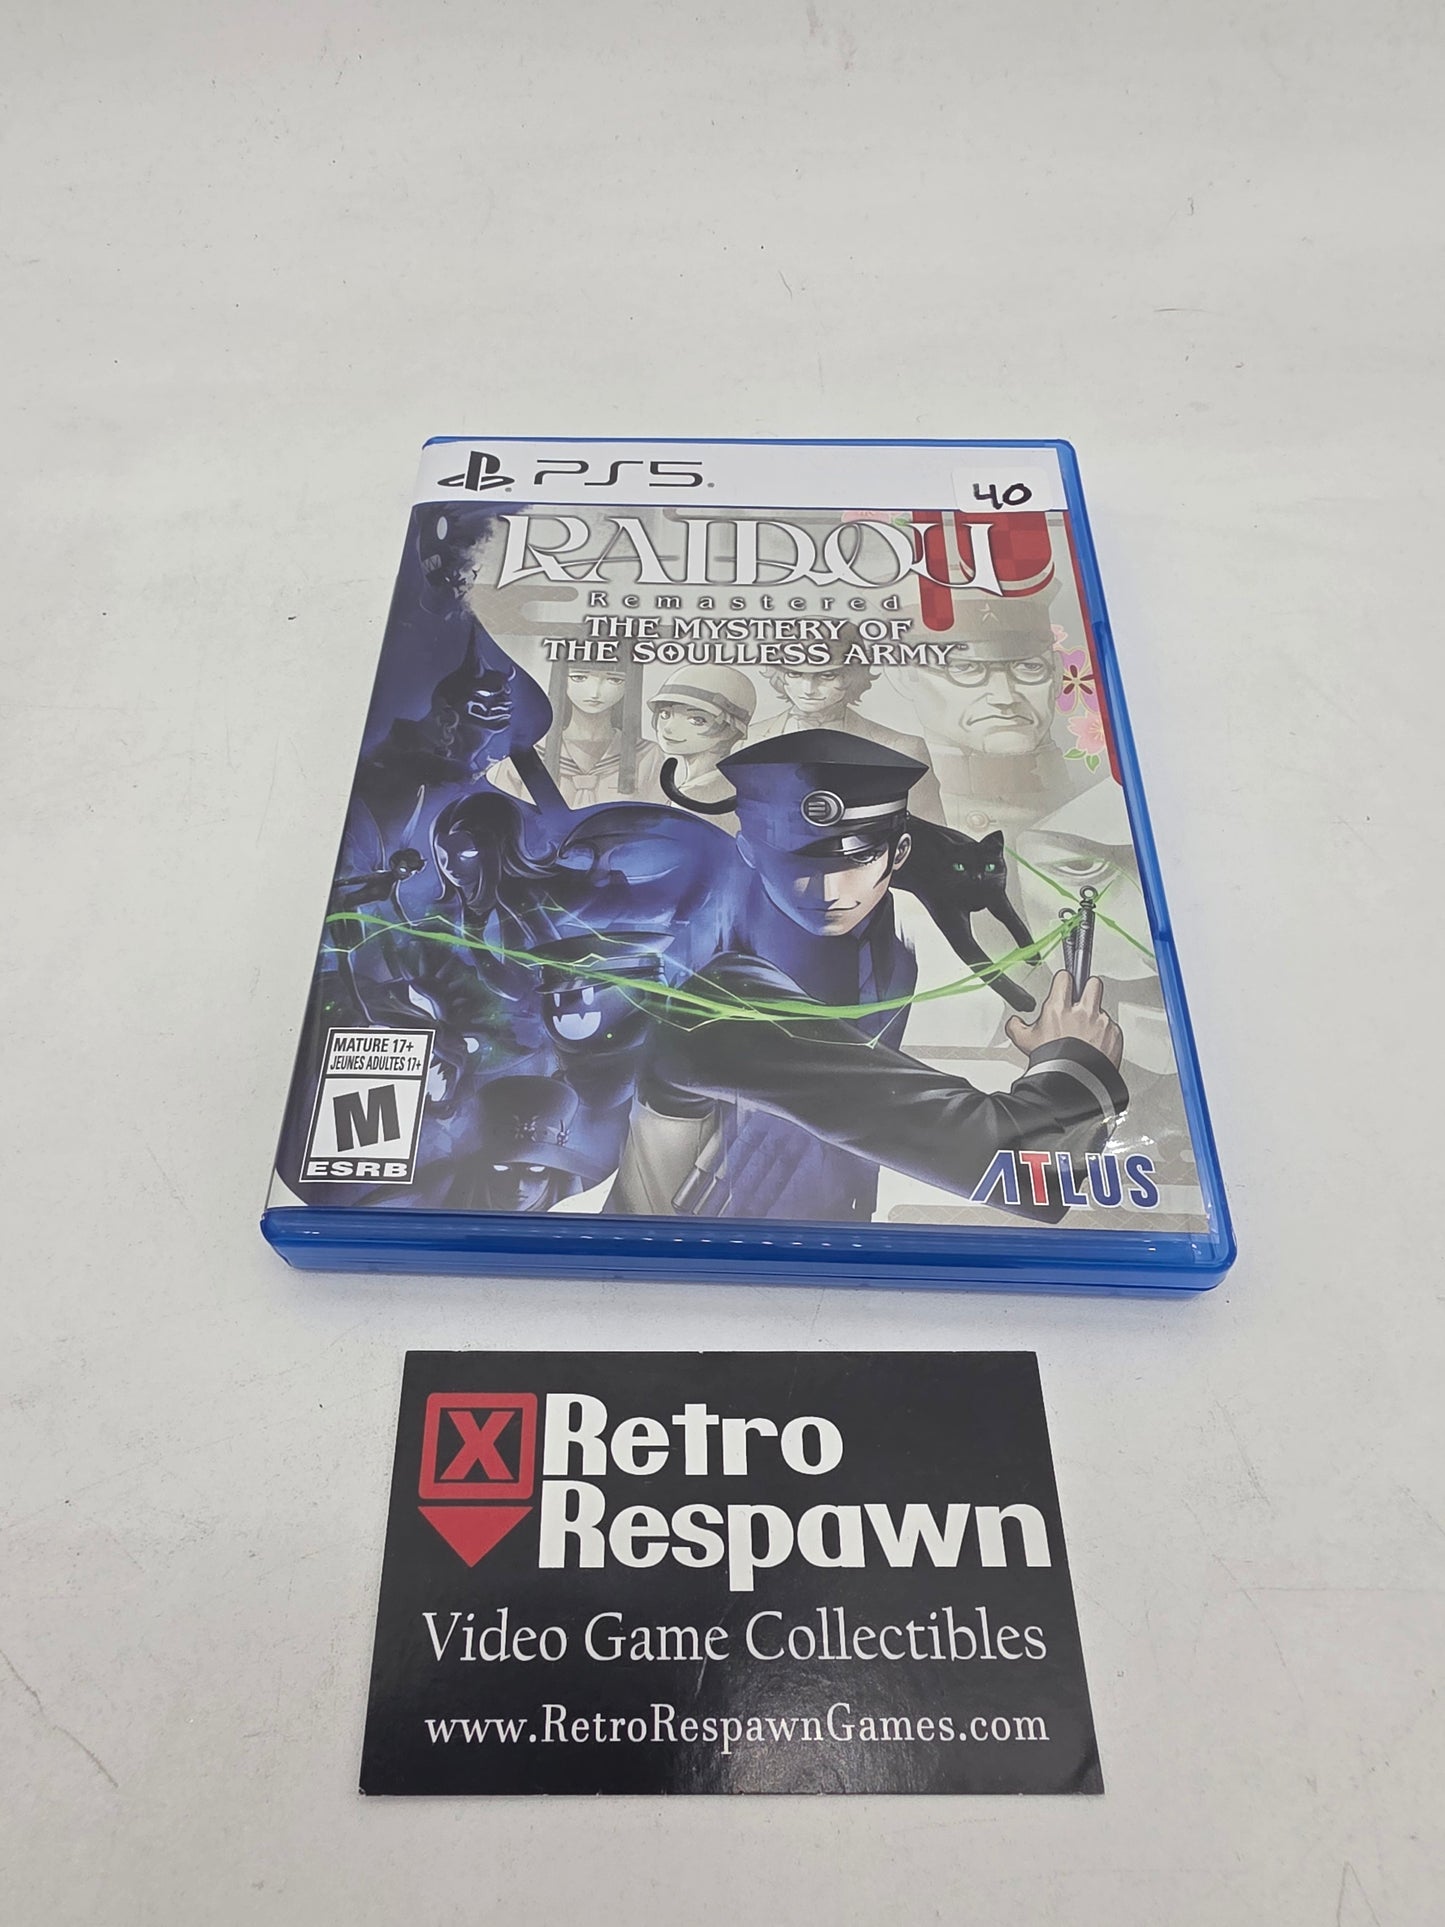 PS5
40
RAIDOU
Remastered
THE MYSTERY OF
THE SOULLESS ARMY™
MATURE 17+
JEUNES ADULTES 17+
M
ESRB
ATLUS
X Retro
Respawn
Video Game Collectibles
www.RetroRespawnGames.com